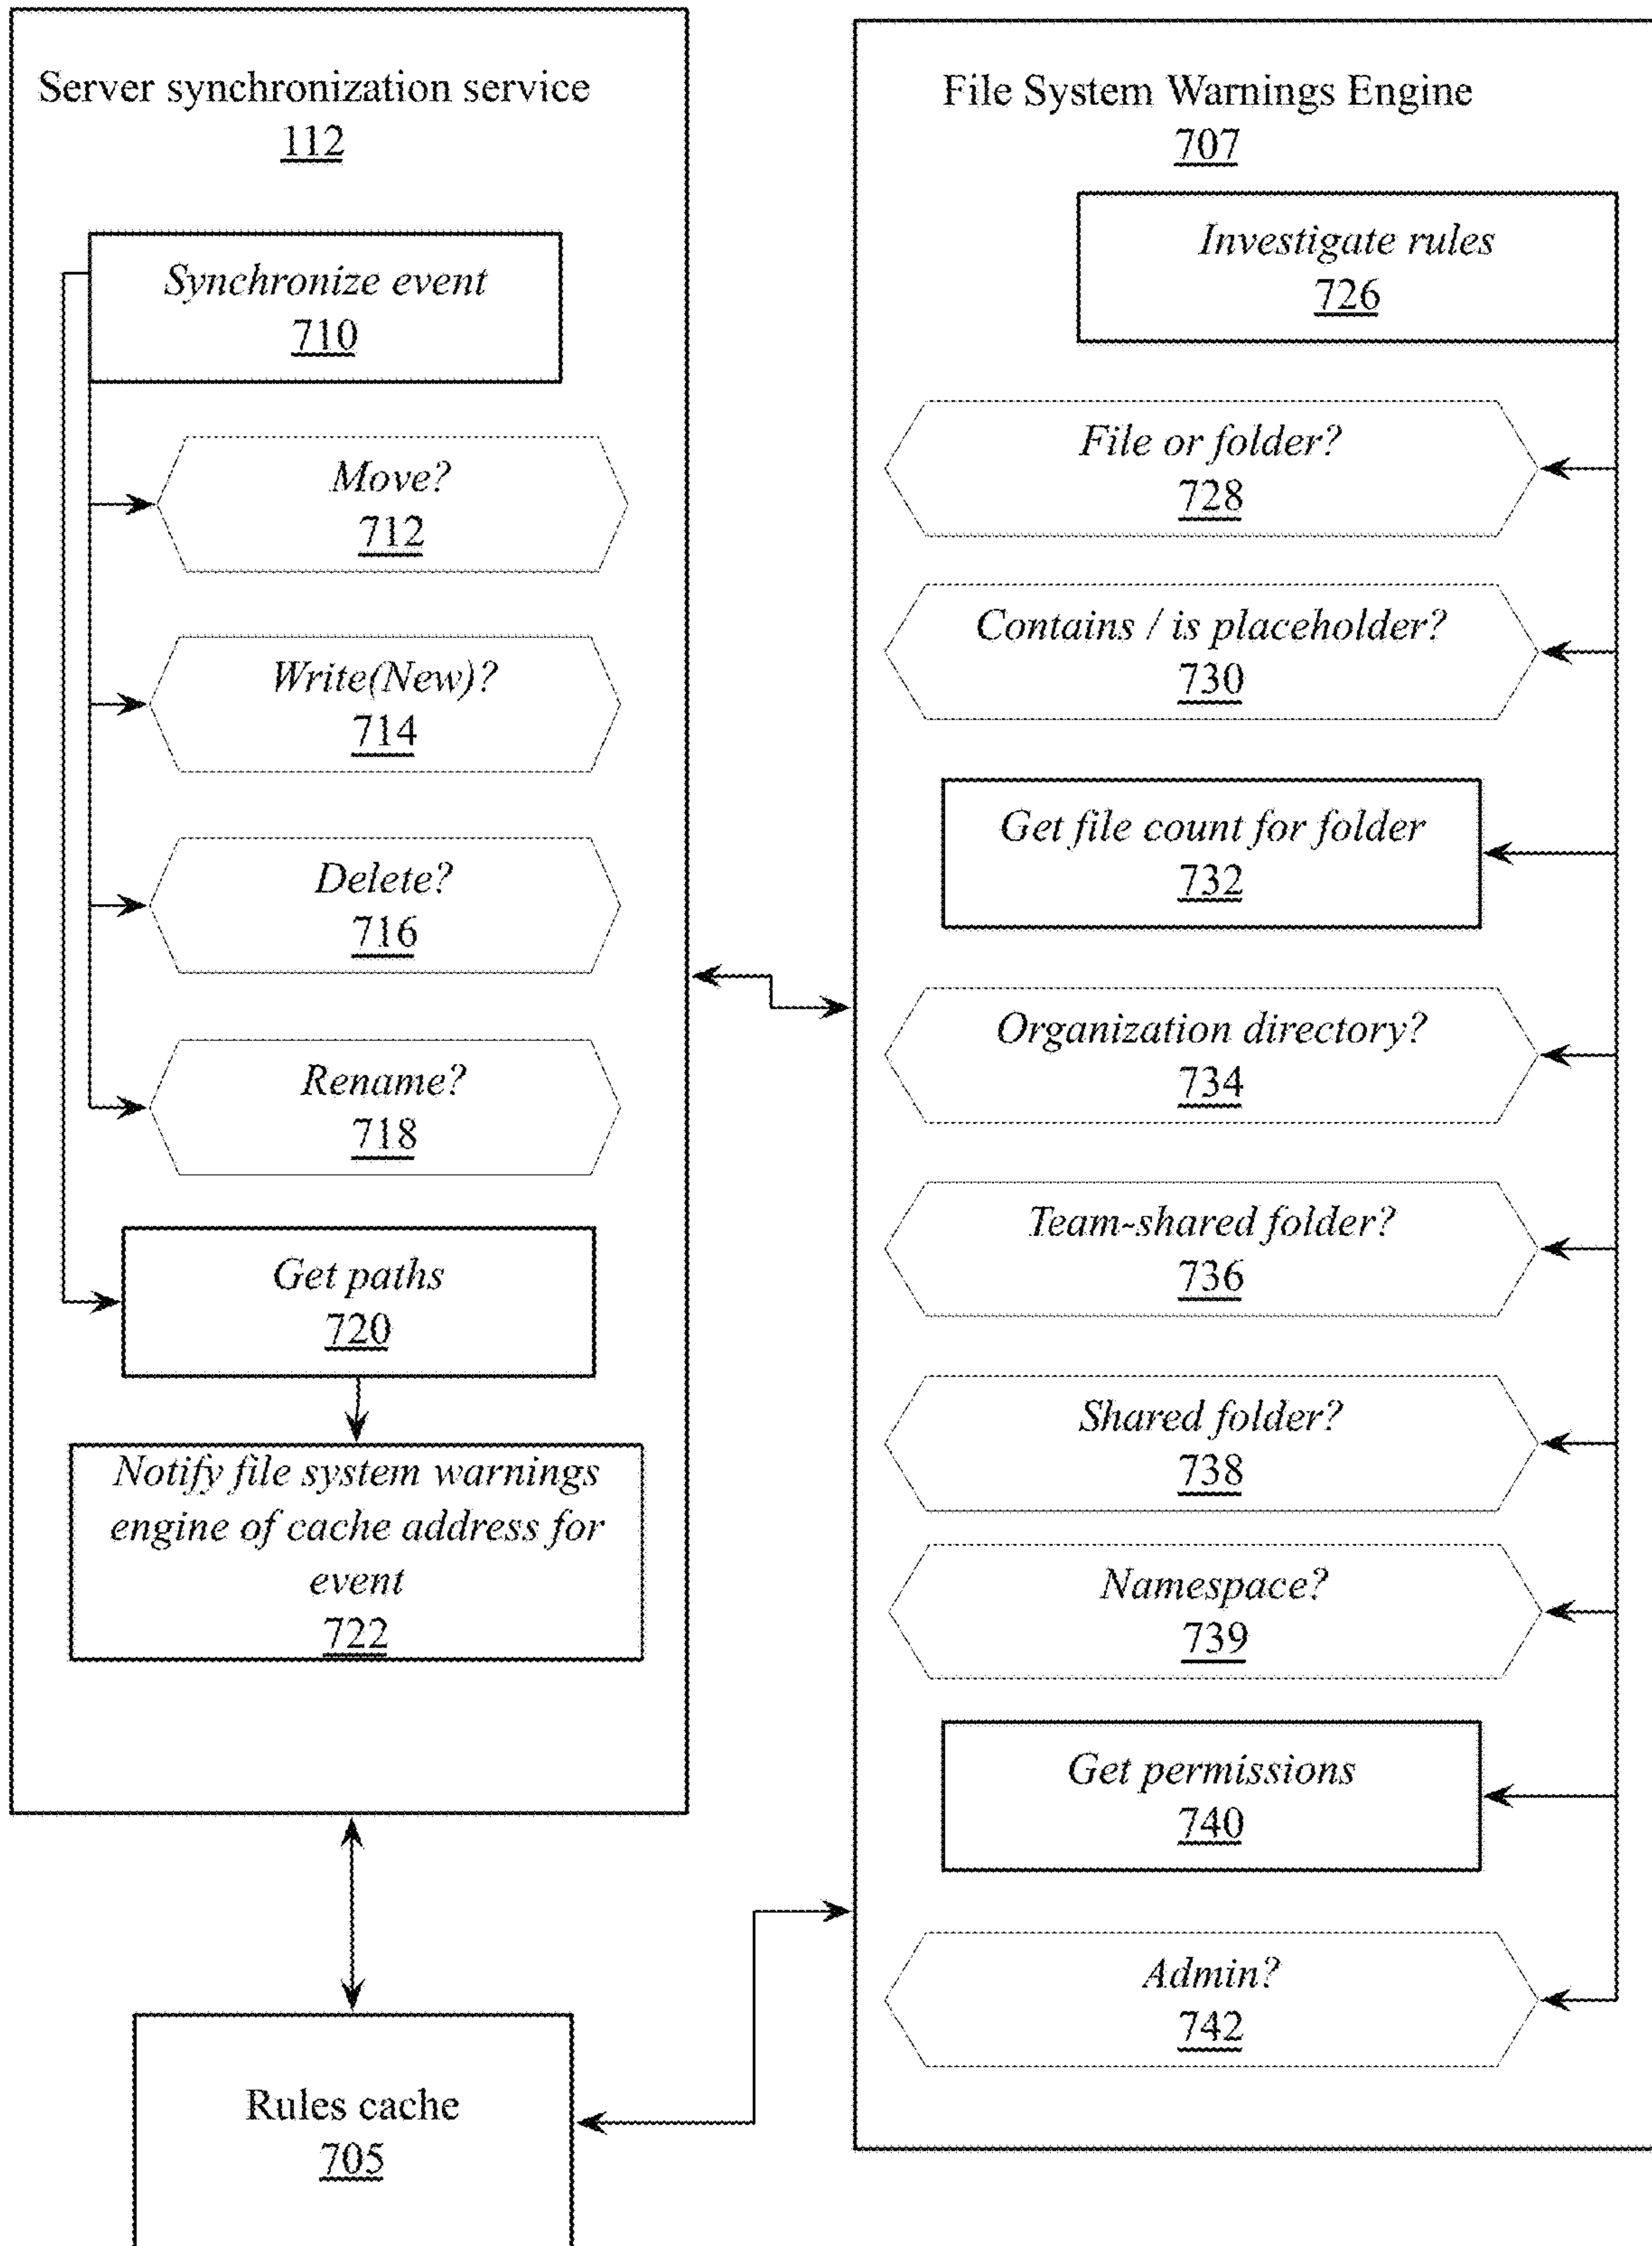 Server synchronization service
112
Synchronize event
710
Move?
712
Write(New)?
714
Delete?
716
Rename?
718
Get paths
720
Notify file system warnings
engine of cache address for
event
722
Rules cache
705
File System Warnings Engine
707
Investigate rules
726
File or folder?
728
Contains / is placeholder?
730
Get file count for folder
732
Organization directory?
734
Team-shared folder?
736
Shared folder?
738
Namespace?
739
Get permissions
740
Admin?
742